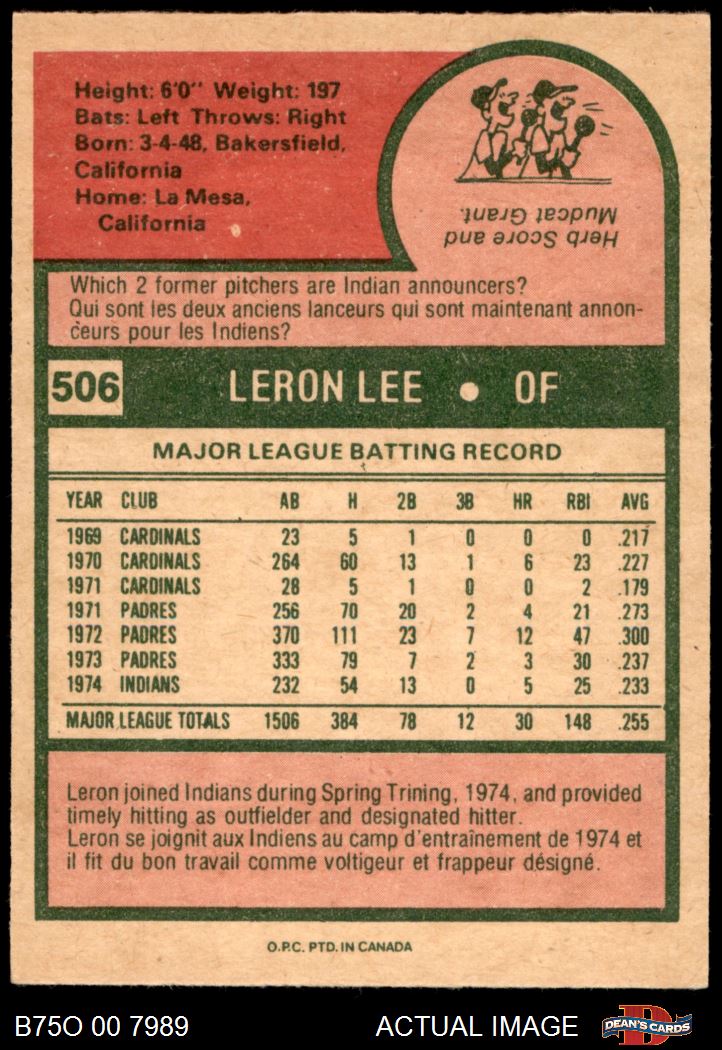 Height: 6'0" Weight: 197
Bats: Left Throws: Right
Born: 3-4-48, Bakersfield,
California
Home: La Mesa,
California
Herb Score and
Mudcat Grant.
Which 2 former pitchers are Indian announcers?
Qui sont les deux anciens lanceurs qui sont maintenant annon-
ceurs pour les Indiens?
506 LERON LEE • OF
MAJOR LEAGUE BATTING RECORD
YEAR CLUB AB H 2B 3B HR RBI AVG
1969 CARDINALS 23 5 1 0 0 0 .217
1970 CARDINALS 264 60 13 1 6 23 .227
1971 CARDINALS 28 5 1 0 0 2 .179
1971 PADRES 256 70 20 2 4 21 .273
1972 PADRES 370 111 23 7 12 47 .300
1973 PADRES 333 79 7 2 3 30 .237
1974 INDIANS 232 54 13 0 5 25 .233
MAJOR LEAGUE TOTALS 1506 384 78 12 30 148 .255
Leron joined Indians during Spring Trining, 1974, and provided
timely hitting as outfielder and designated hitter.
Leron se joignit aux Indiens au camp d'entraînement de 1974 et
il fit du bon travail comme voltigeur et frappeur désigné.
O.P.C. PTD. IN CANADA
B75O 00 7989 ACTUAL IMAGE
D
DEAN'S CARDS